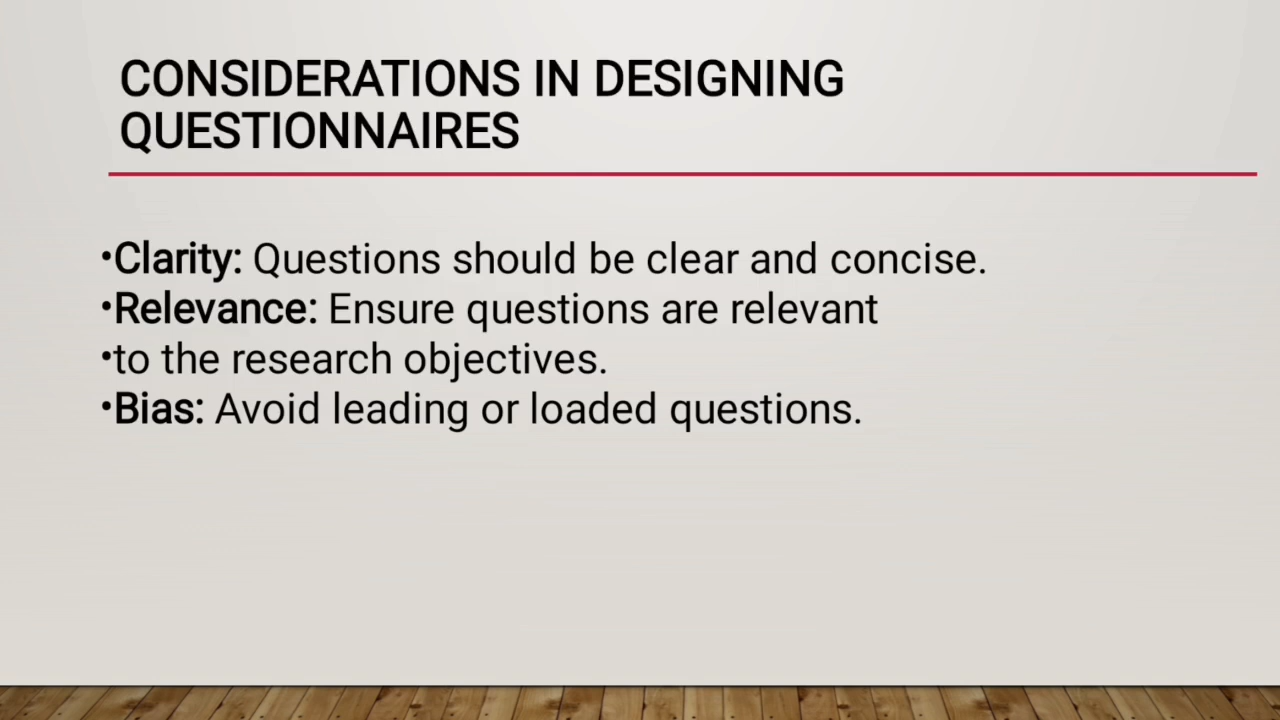 CONSIDERATIONS IN DESIGNING
QUESTIONNAIRES
•Clarity: Questions should be clear and concise.
•Relevance: Ensure questions are relevant
•to the research objectives.
•Bias: Avoid leading or loaded questions.